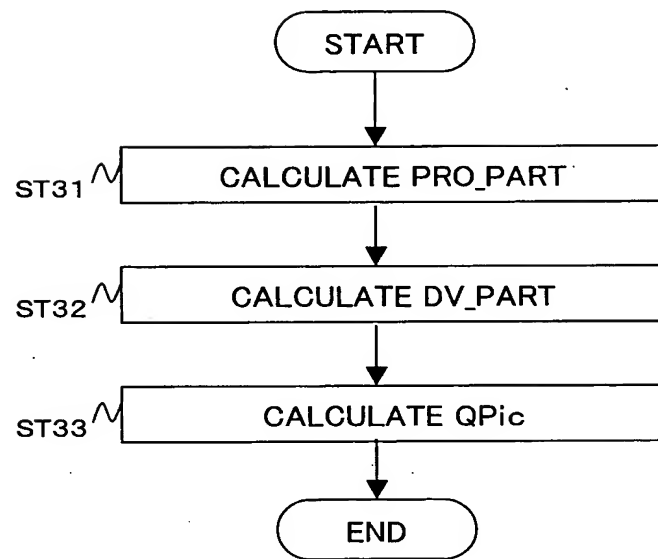 START
ST31 CALCULATE PRO_PART
ST32 CALCULATE DV_PART
ST33 CALCULATE QPic
END